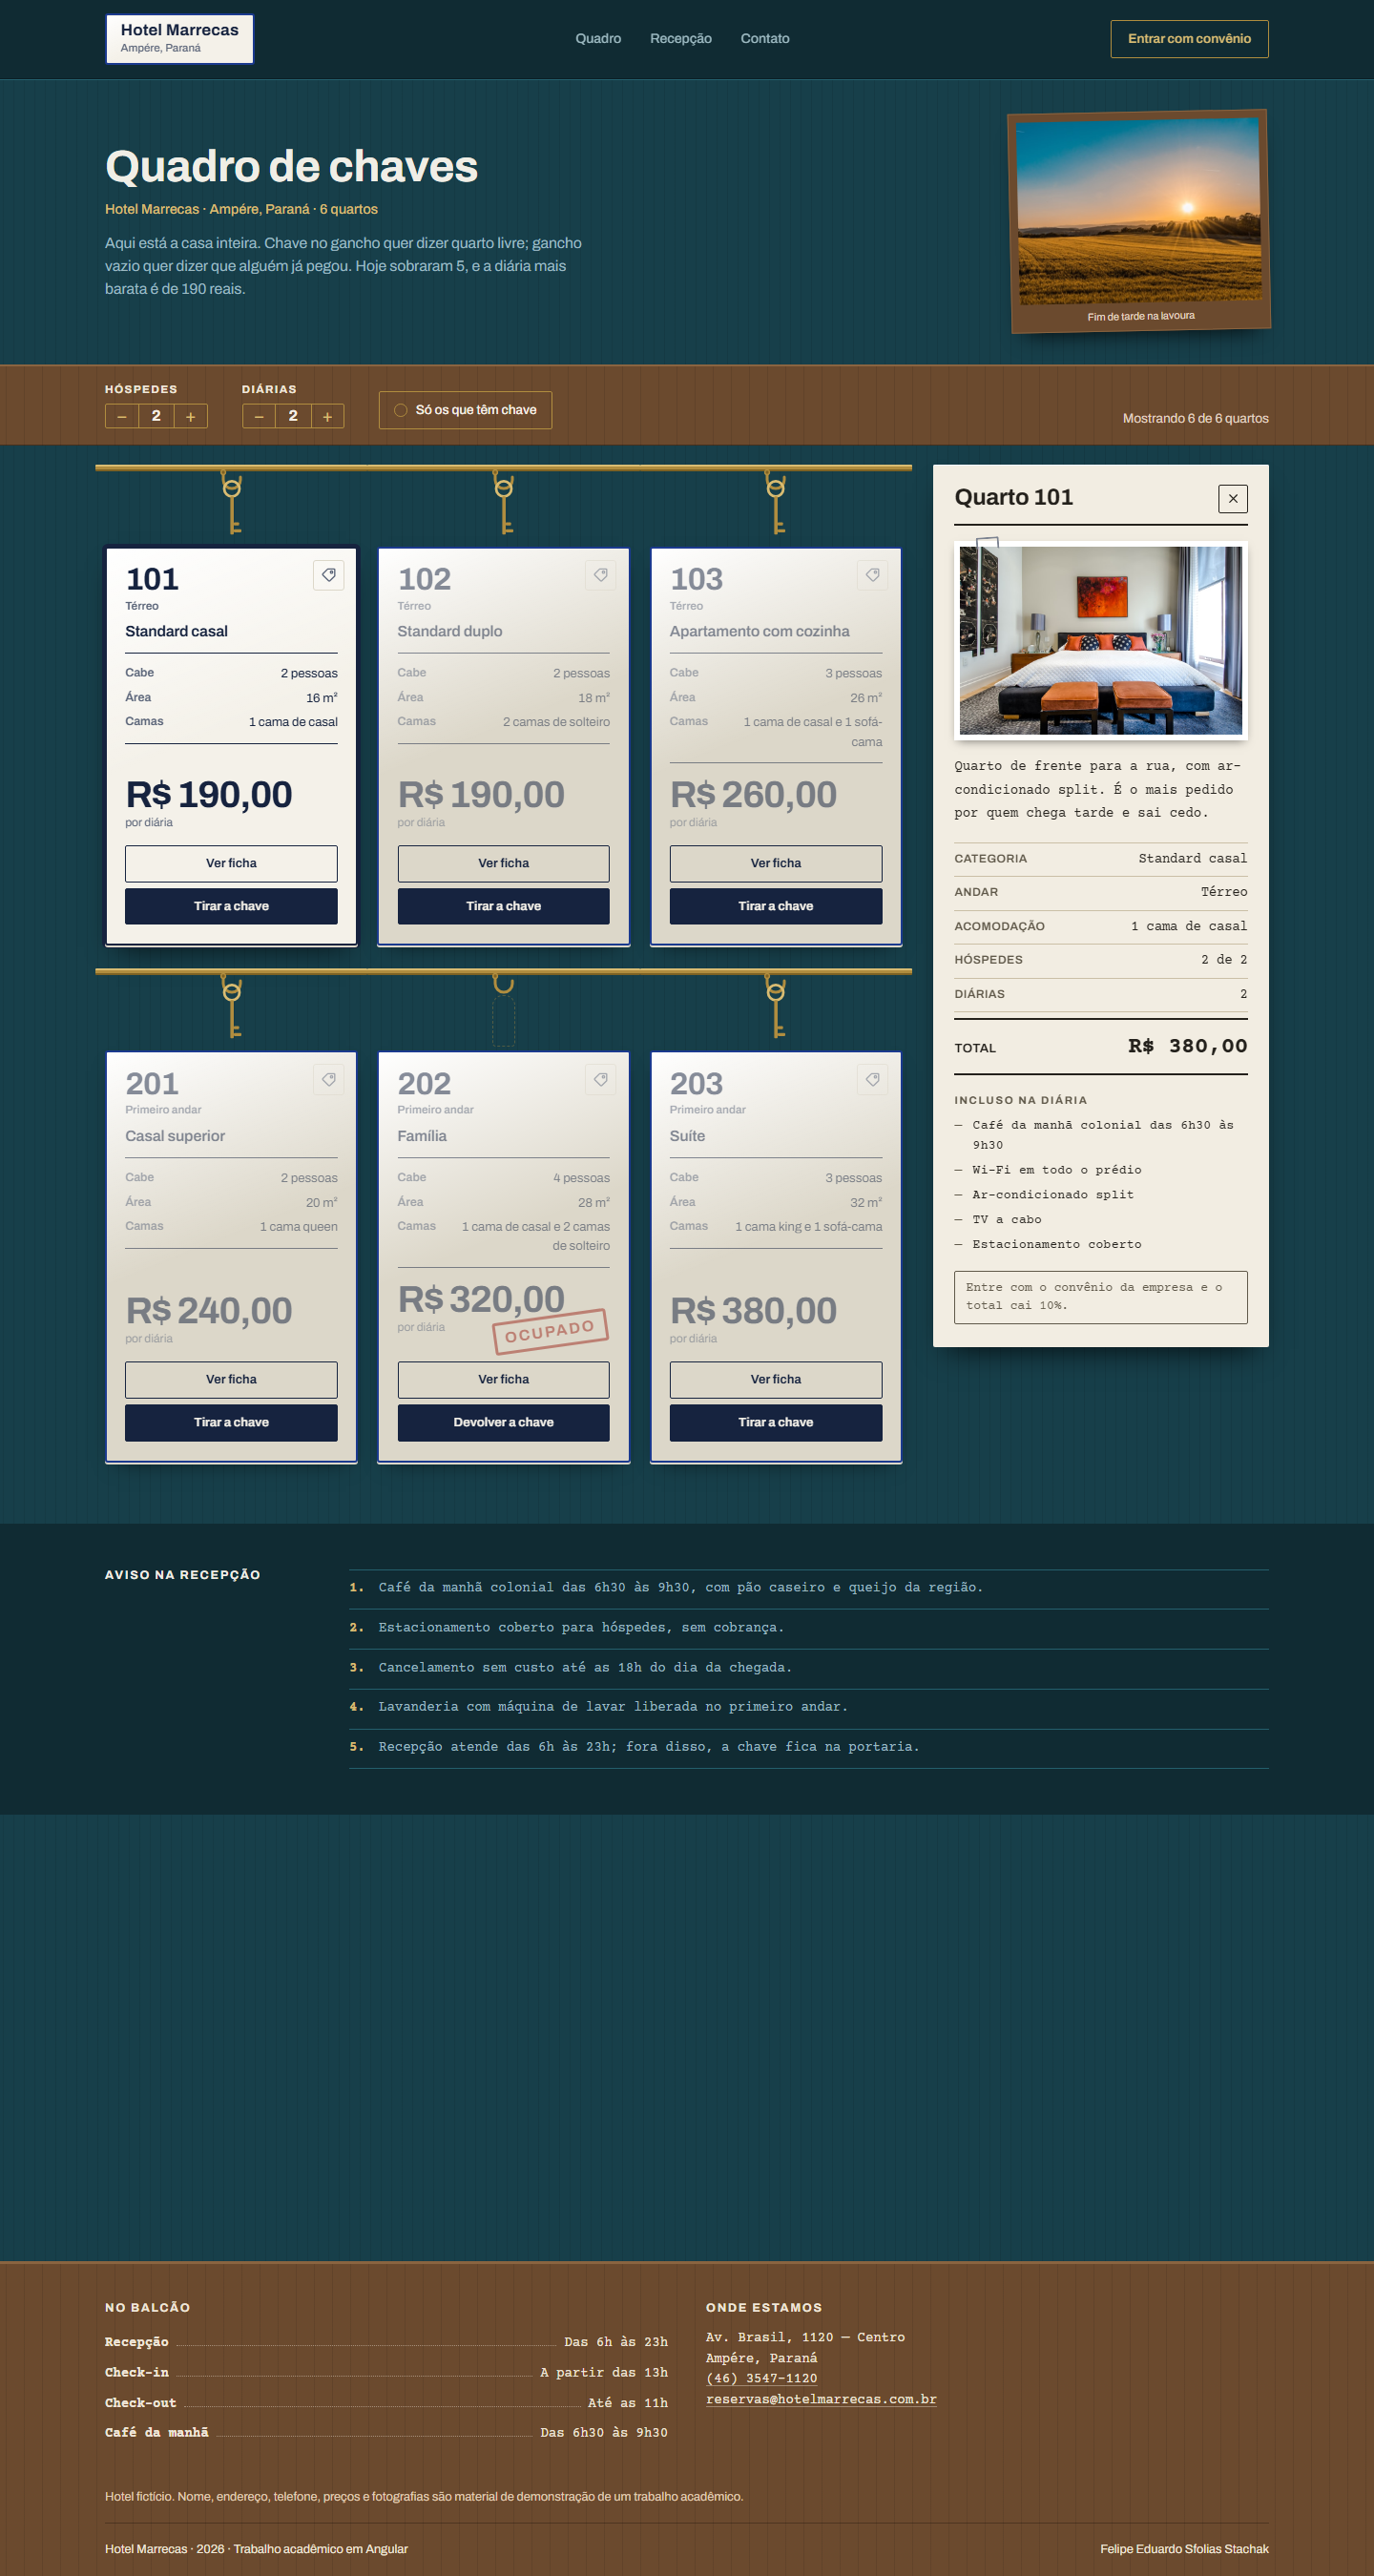 Hotel Marrecas
Ampére, Paraná
Quadro
Recepção
Contato
Entrar com convênio
Quadro de chaves
Hotel Marrecas · Ampére, Paraná · 6 quartos
Aqui está a casa inteira. Chave no gancho quer dizer quarto livre; gancho
vazio quer dizer que alguém já pegou. Hoje sobraram 5, e a diária mais
barata é de 190 reais.
Fim de tarde na lavoura
HÓSPEDES
− 2 +
DIÁRIAS
− 2 +
Só os que têm chave
Mostrando 6 de 6 quartos
101
Térreo
Standard casal
Cabe 2 pessoas
Área 16 m²
Camas 1 cama de casal
R$ 190,00
por diária
Ver ficha
Tirar a chave
102
Térreo
Standard duplo
Cabe 2 pessoas
Área 18 m²
Camas 2 camas de solteiro
R$ 190,00
por diária
Ver ficha
Tirar a chave
103
Térreo
Apartamento com cozinha
Cabe 3 pessoas
Área 26 m²
Camas 1 cama de casal e 1 sofá-
cama
R$ 260,00
por diária
Ver ficha
Tirar a chave
201
Primeiro andar
Casal superior
Cabe 2 pessoas
Área 20 m²
Camas 1 cama queen
R$ 240,00
por diária
Ver ficha
Tirar a chave
202
Primeiro andar
Família
Cabe 4 pessoas
Área 28 m²
Camas 1 cama de casal e 2 camas
de solteiro
R$ 320,00
por diária
OCUPADO
Ver ficha
Devolver a chave
203
Primeiro andar
Suíte
Cabe 3 pessoas
Área 32 m²
Camas 1 cama king e 1 sofá-cama
R$ 380,00
por diária
Ver ficha
Tirar a chave
Quarto 101
×
Quarto de frente para a rua, com ar-
condicionado split. É o mais pedido
por quem chega tarde e sai cedo.
CATEGORIA Standard casal
ANDAR Térreo
ACOMODAÇÃO 1 cama de casal
HÓSPEDES 2 de 2
DIÁRIAS 2
TOTAL R$ 380,00
INCLUSO NA DIÁRIA
— Café da manhã colonial das 6h30 às
9h30
— Wi-Fi em todo o prédio
— Ar-condicionado split
— TV a cabo
— Estacionamento coberto
Entre com o convênio da empresa e o
total cai 10%.
AVISO NA RECEPÇÃO
1. Café da manhã colonial das 6h30 às 9h30, com pão caseiro e queijo da região.
2. Estacionamento coberto para hóspedes, sem cobrança.
3. Cancelamento sem custo até as 18h do dia da chegada.
4. Lavanderia com máquina de lavar liberada no primeiro andar.
5. Recepção atende das 6h às 23h; fora disso, a chave fica na portaria.
NO BALCÃO
Recepção Das 6h às 23h
Check-in A partir das 13h
Check-out Até as 11h
Café da manhã Das 6h30 às 9h30
ONDE ESTAMOS
Av. Brasil, 1120 — Centro
Ampére, Paraná
(46) 3547-1120
reservas@hotelmarrecas.com.br
Hotel fictício. Nome, endereço, telefone, preços e fotografias são material de demonstração de um trabalho acadêmico.
Hotel Marrecas · 2026 · Trabalho acadêmico em Angular
Felipe Eduardo Sfolias Stachak